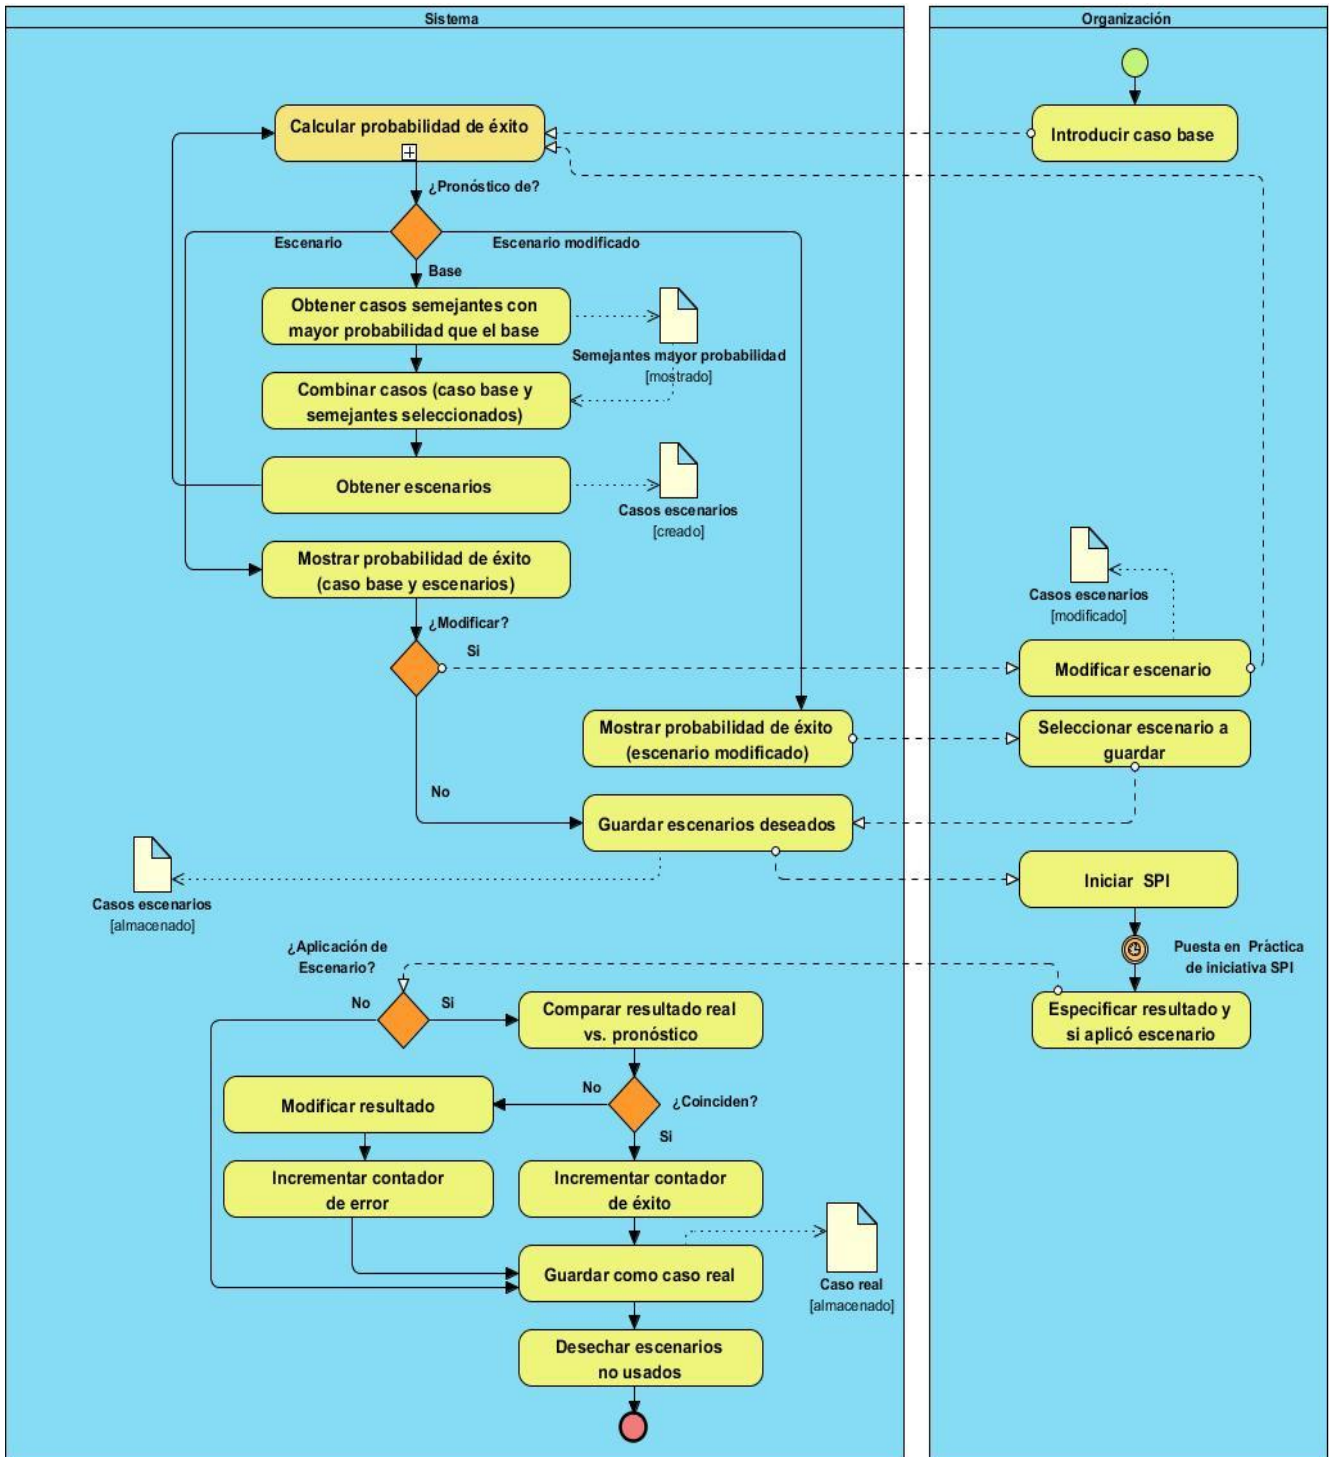 Sistema
Organización
Calcular probabilidad de éxito
Introducir caso base
¿Pronóstico de?
Escenario
Escenario modificado
Base
Obtener casos semejantes con
mayor probabilidad que el base
Semejantes mayor probabilidad
[mostrado]
Combinar casos (caso base y
semejantes seleccionados)
Obtener escenarios
Casos escenarios
[creado]
Mostrar probabilidad de éxito
(caso base y escenarios)
Casos escenarios
[modificado]
¿Modificar?
Si
Modificar escenario
Mostrar probabilidad de éxito
(escenario modificado)
Seleccionar escenario a
guardar
No
Guardar escenarios deseados
Casos escenarios
[almacenado]
Iniciar SPI
Puesta en Práctica
de iniciativa SPI
¿Aplicación de
Escenario?
No
Si
Comparar resultado real
vs. pronóstico
Especificar resultado y
si aplicó escenario
No
¿Coinciden?
Modificar resultado
Si
Incrementar contador
de error
Incrementar contador
de éxito
Guardar como caso real
Caso real
[almacenado]
Desechar escenarios
no usados